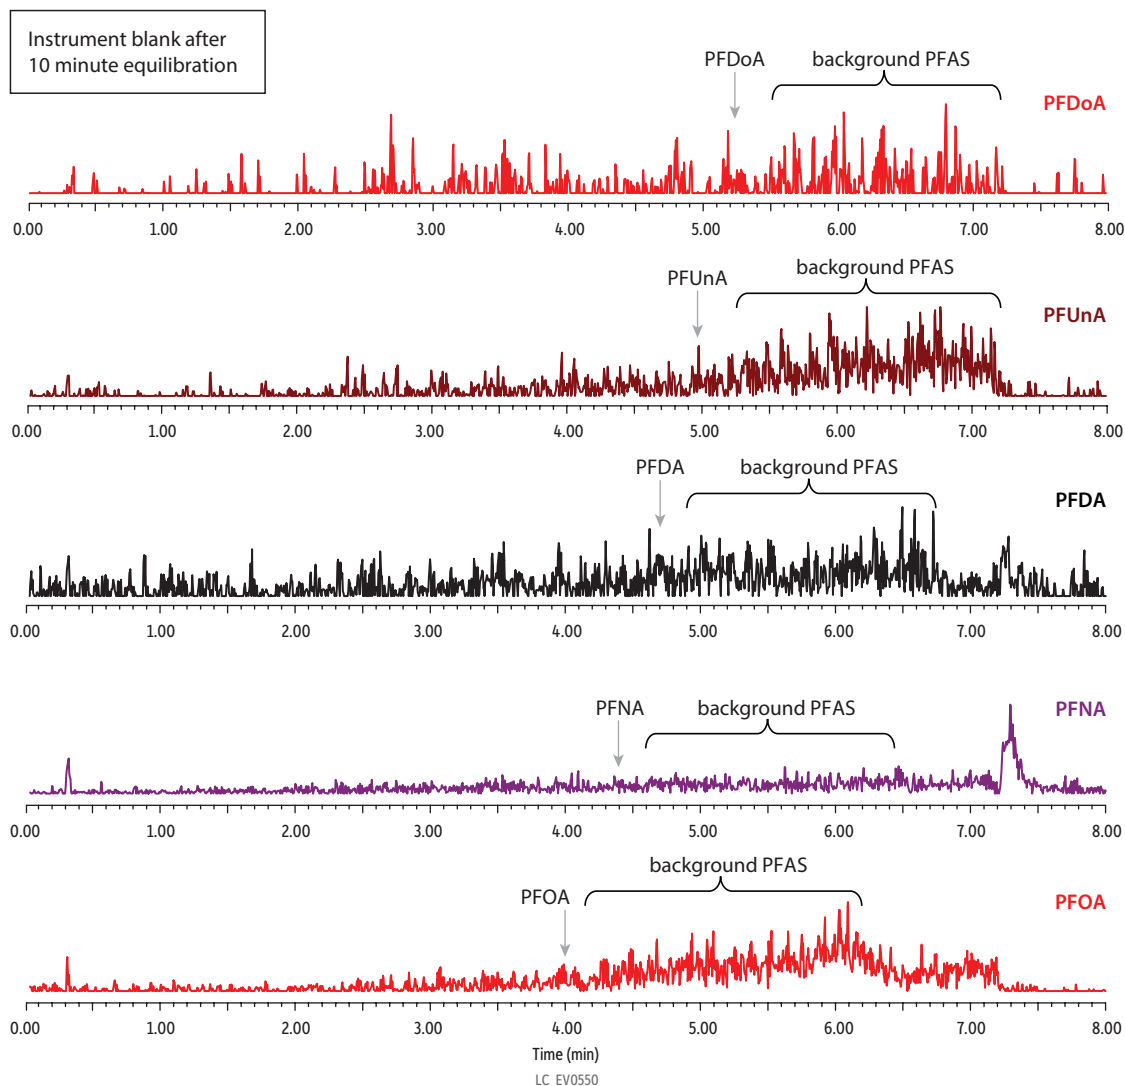 Instrument blank after
10 minute equilibration
PFDoA
background PFAS
PFDoA
0.00 1.00 2.00 3.00 4.00 5.00 6.00 7.00 8.00
PFUnA
background PFAS
PFUnA
0.00 1.00 2.00 3.00 4.00 5.00 6.00 7.00 8.00
PFDA
background PFAS
PFDA
0.00 1.00 2.00 3.00 4.00 5.00 6.00 7.00 8.00
PFNA
background PFAS
PFNA
0.00 1.00 2.00 3.00 4.00 5.00 6.00 7.00 8.00
background PFAS
PFOA
PFOA
0.00 1.00 2.00 3.00 4.00 5.00 6.00 7.00 8.00
Time (min)
LC_EV0550